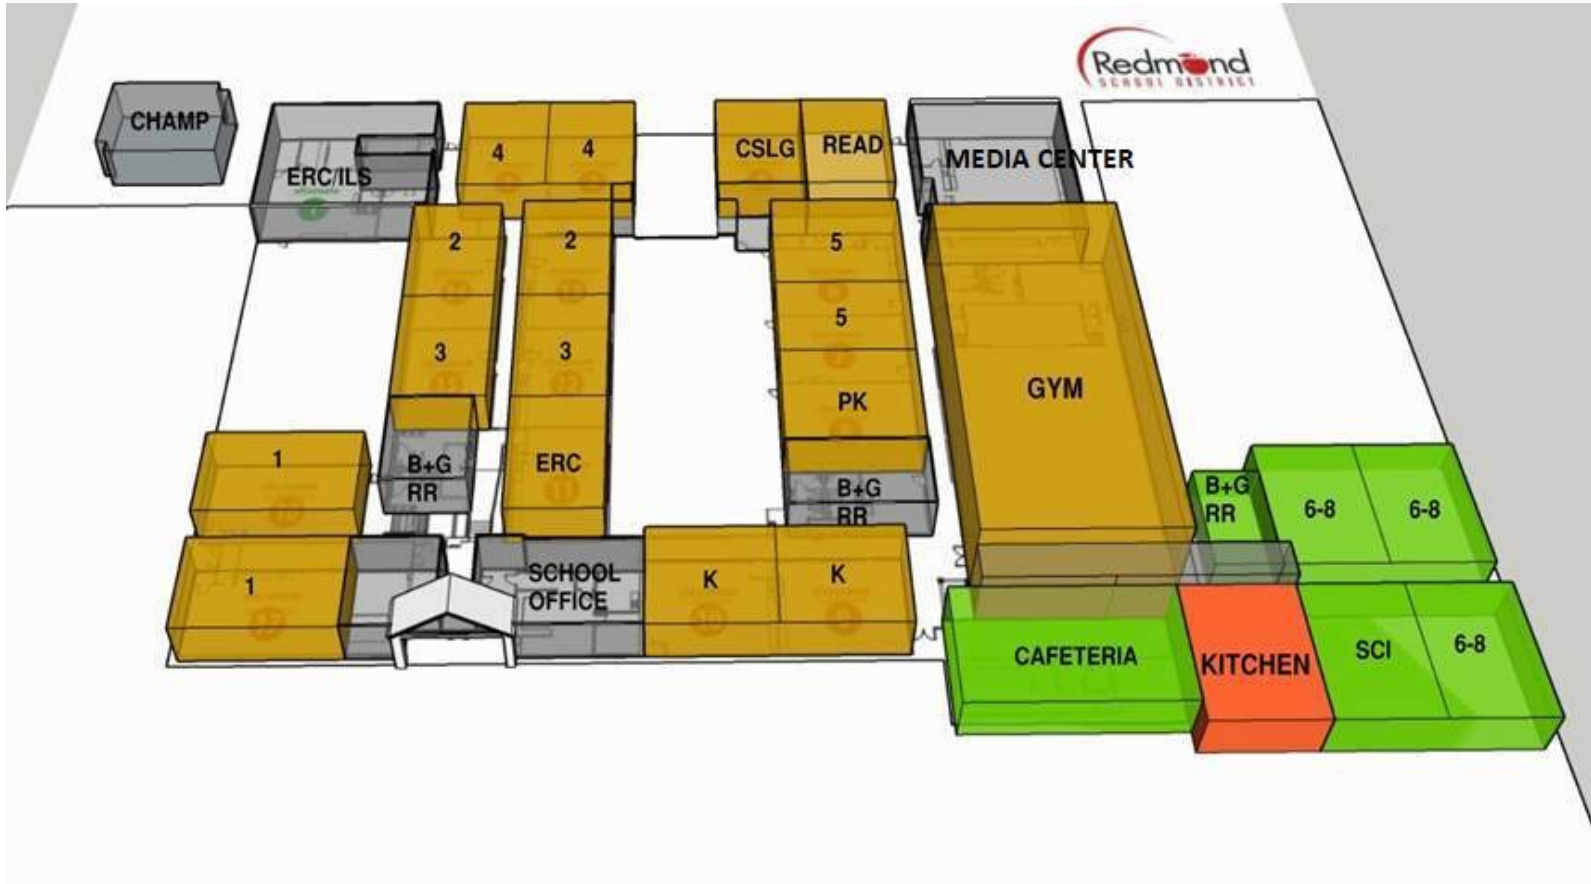 Redmond
SCHOOL DISTRICT
CHAMP
ERC/ILS
4
4
CSLG
READ
MEDIA CENTER
2
2
5
3
3
5
PK
GYM
1
B+G
RR
ERC
B+G
RR
B+G
RR
6-8
6-8
1
SCHOOL
OFFICE
K
K
CAFETERIA
KITCHEN
SCI
6-8